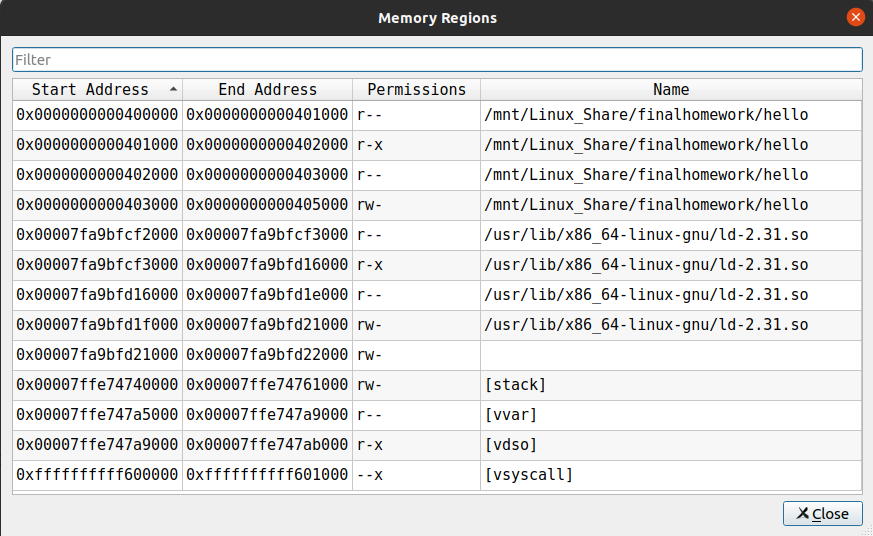 Memory Regions
Filter
Start Address End Address Permissions Name
0x0000000000400000 0x0000000000401000 r-- /mnt/Linux_Share/finalhomework/hello
0x0000000000401000 0x0000000000402000 r-x /mnt/Linux_Share/finalhomework/hello
0x0000000000402000 0x0000000000403000 r-- /mnt/Linux_Share/finalhomework/hello
0x0000000000403000 0x0000000000405000 rw- /mnt/Linux_Share/finalhomework/hello
0x00007fa9bfcf2000 0x00007fa9bfcf3000 r-- /usr/lib/x86_64-linux-gnu/ld-2.31.so
0x00007fa9bfcf3000 0x00007fa9bfd16000 r-x /usr/lib/x86_64-linux-gnu/ld-2.31.so
0x00007fa9bfd16000 0x00007fa9bfd1e000 r-- /usr/lib/x86_64-linux-gnu/ld-2.31.so
0x00007fa9bfd1f000 0x00007fa9bfd21000 rw- /usr/lib/x86_64-linux-gnu/ld-2.31.so
0x00007fa9bfd21000 0x00007fa9bfd22000 rw-
0x00007ffe74740000 0x00007ffe74761000 rw- [stack]
0x00007ffe747a5000 0x00007ffe747a9000 r-- [vvar]
0x00007ffe747a9000 0x00007ffe747ab000 r-x [vdso]
0xffffffffff600000 0xffffffffff601000 --x [vsyscall]
Close